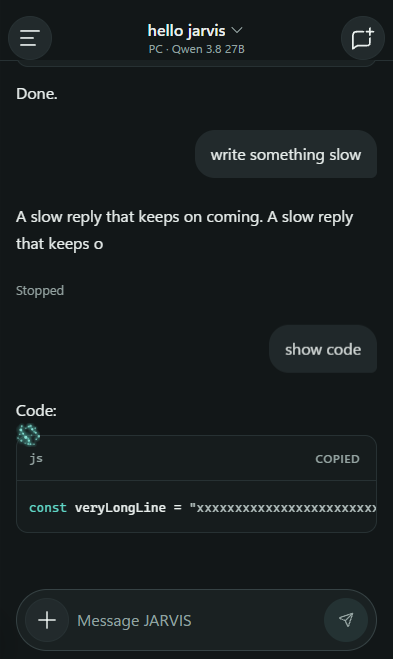 hello jarvis
PC · Qwen 3.8 27B
Done.
write something slow
A slow reply that keeps on coming. A slow reply
that keeps o
Stopped
show code
Code:
js
COPIED
const veryLongLine = "xxxxxxxxxxxxxxxxxxxxxxxx
Message JARVIS